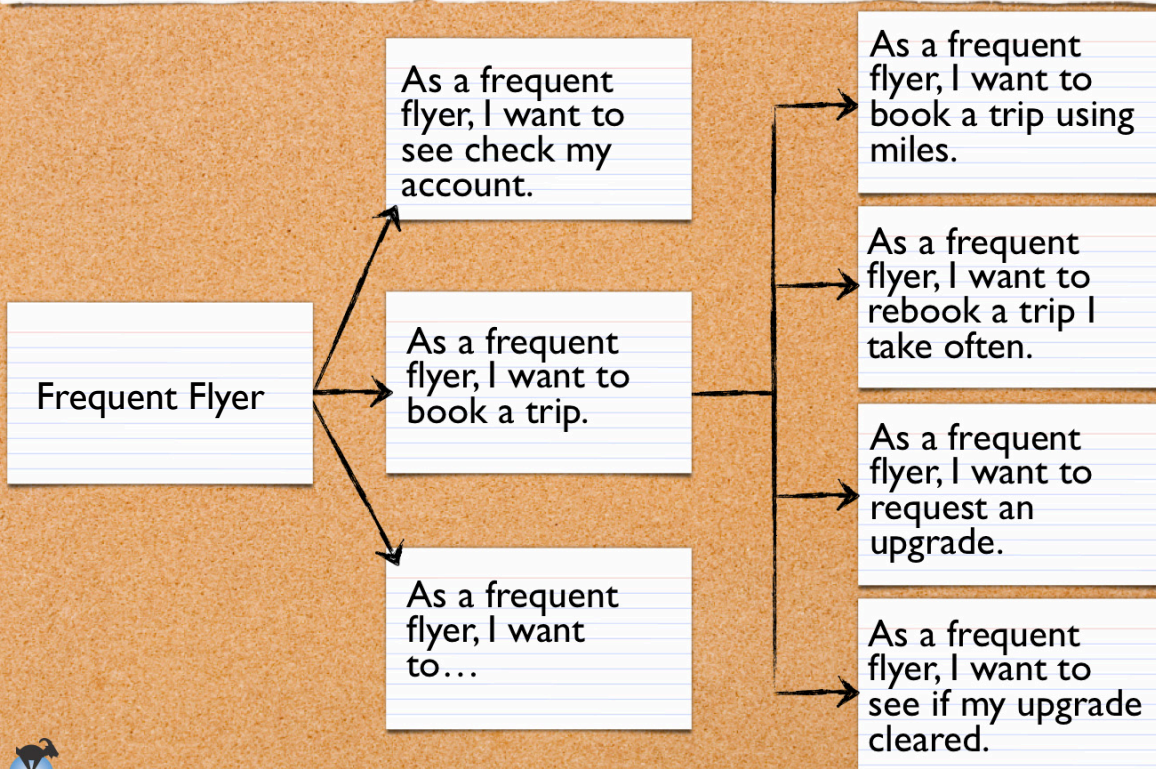 Frequent Flyer
As a frequent
flyer, I want to
see check my
account.
As a frequent
flyer, I want to
book a trip.
As a frequent
flyer, I want
to…
As a frequent
flyer, I want to
book a trip using
miles.
As a frequent
flyer, I want to
rebook a trip I
take often.
As a frequent
flyer, I want to
request an
upgrade.
As a frequent
flyer, I want to
see if my upgrade
cleared.